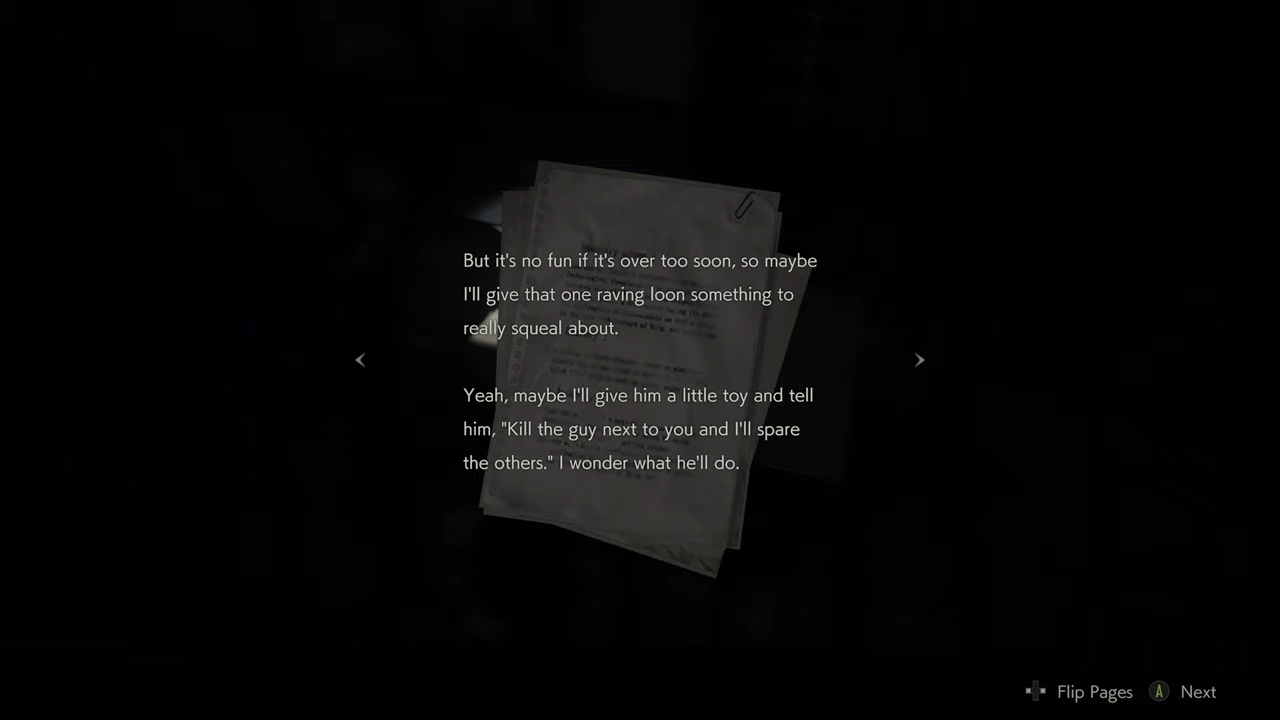 But it's no fun if it's over too soon, so maybe
I'll give that one raving loon something to
really squeal about.
Yeah, maybe I'll give him a little toy and tell
him, "Kill the guy next to you and I'll spare
the others." I wonder what he'll do.
Flip Pages A Next